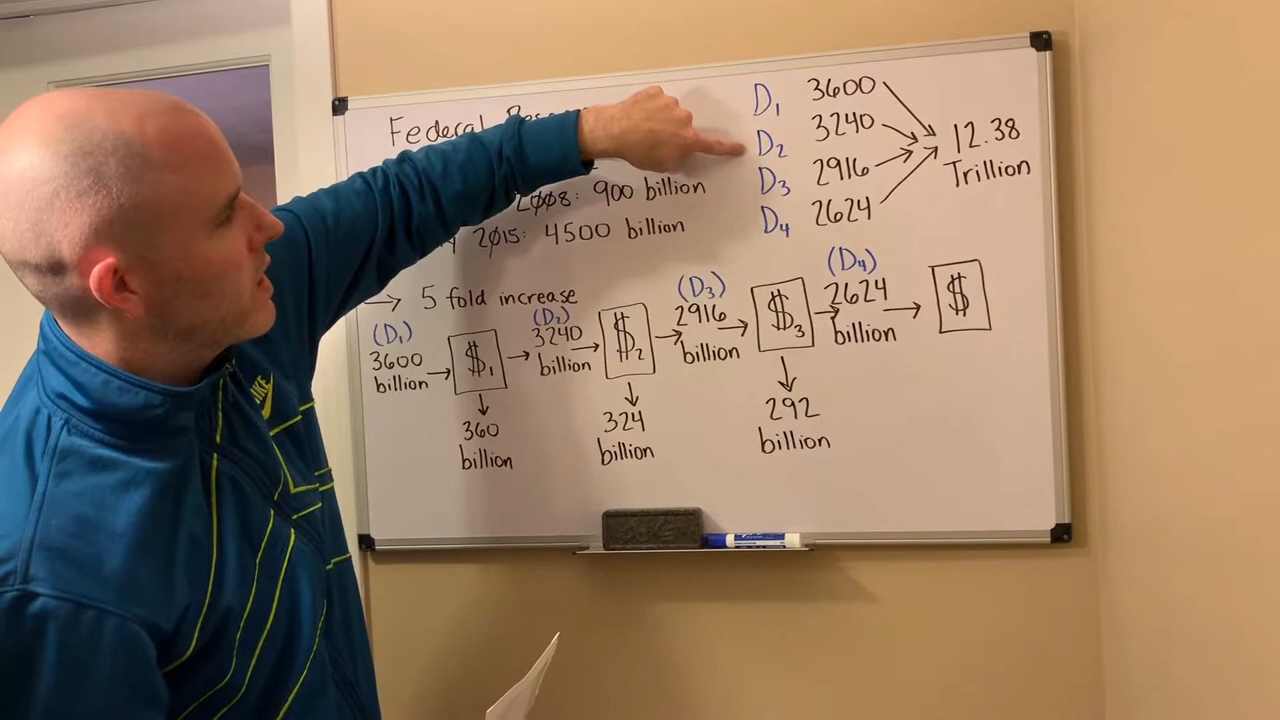 Federal
2008: 900 billion
2015: 4500 billion
→ 5 fold increase
D1 3600
D2 3240
D3 2916
D4 2624
12.38
Trillion
(D1)
3600
billion →
$1
360
billion
(D2)
3240
billion
$2
324
billion
(D3)
2916
billion
$3
292
billion
(D4)
2624
billion
$
NIKE